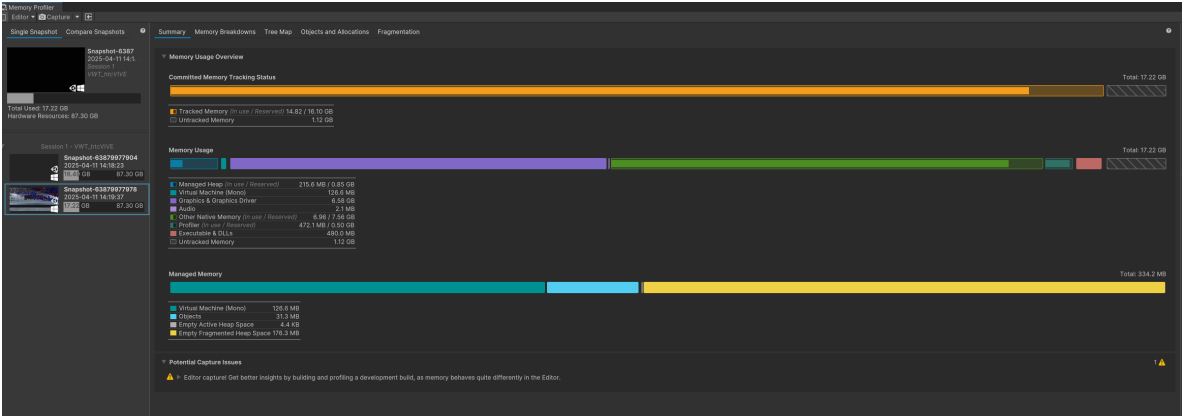 Memory Profiler
Editor Capture
Single Snapshot Compare Snapshots
Summary Memory Breakdowns Tree Map Objects and Allocations Fragmentation
Snapshot-6387
2025-04-11 14:1
Session 1
VWT_htcVIVE
Total Used: 17.22 GB
Hardware Resources: 87.30 GB
Session 1 - VWT_htcVIVE
Snapshot-63879977904
2025-04-11 14:18:23
GB 87.30 GB
Snapshot-63879977978
2025-04-11 14:19:37
17.22 GB 87.30 GB
Memory Usage Overview
Committed Memory Tracking Status Total: 17.22 GB
Tracked Memory (In use / Reserved) 14.82 / 16.10 GB
Untracked Memory 1.12 GB
Memory Usage Total: 17.22 GB
Managed Heap (In use / Reserved) 215.6 MB / 0.85 GB
Virtual Machine (Mono) 126.6 MB
Graphics & Graphics Driver 6.58 GB
Audio 2.1 MB
Other Native Memory (In use / Reserved) 6.96 / 7.56 GB
Profiler (In use / Reserved) 472.1 MB / 0.50 GB
Executable & DLLs 490.0 MB
Untracked Memory 1.12 GB
Managed Memory Total: 334.2 MB
Virtual Machine (Mono) 126.6 MB
Objects 31.3 MB
Empty Active Heap Space 4.4 KB
Empty Fragmented Heap Space 176.3 MB
Potential Capture Issues 1
Editor capture! Get better insights by building and profiling a development build, as memory behaves quite differently in the Editor.